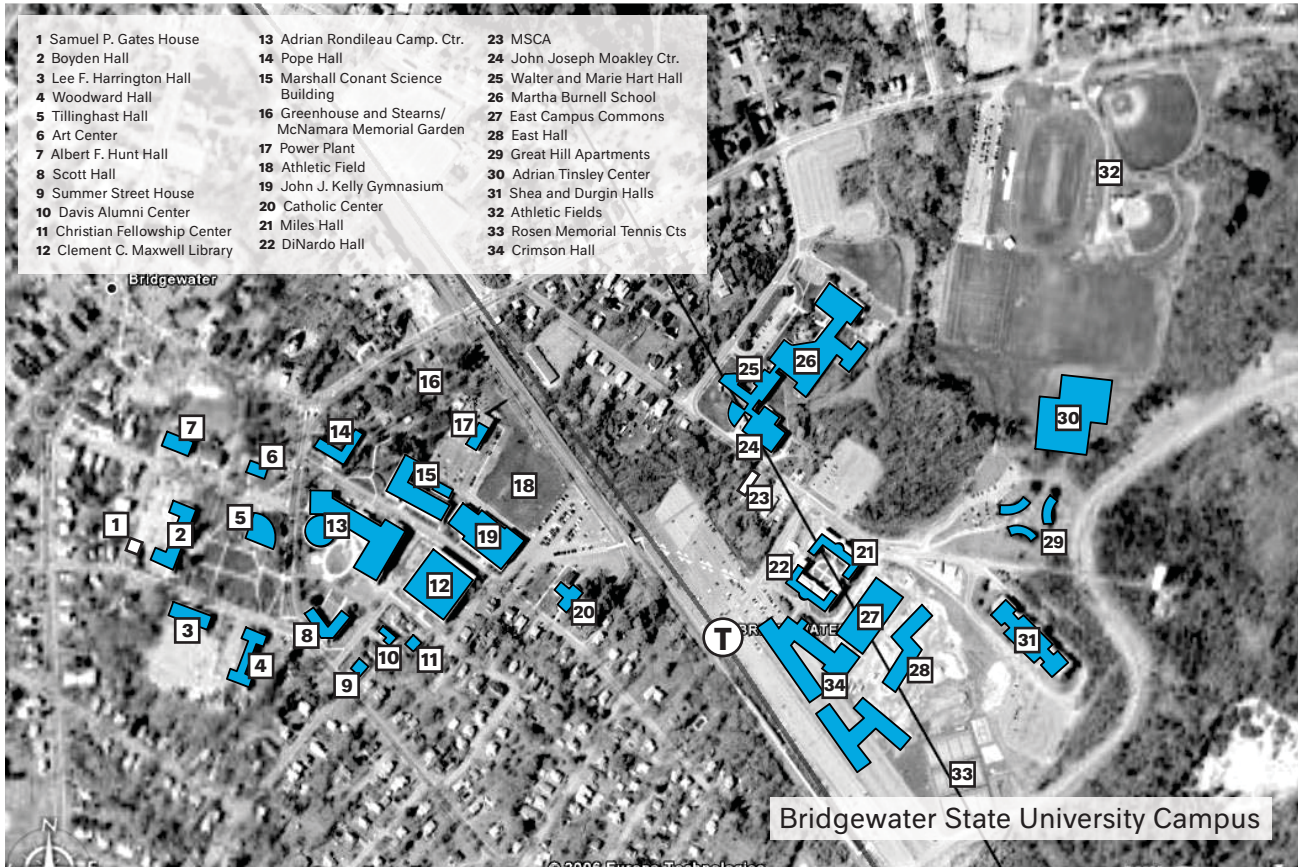 1 Samuel P. Gates House
2 Boyden Hall
3 Lee F. Harrington Hall
4 Woodward Hall
5 Tillinghast Hall
6 Art Center
7 Albert F. Hunt Hall
8 Scott Hall
9 Summer Street House
10 Davis Alumni Center
11 Christian Fellowship Center
12 Clement C. Maxwell Library
13 Adrian Rondileau Camp. Ctr.
14 Pope Hall
15 Marshall Conant Science
Building
16 Greenhouse and Stearns/
McNamara Memorial Garden
17 Power Plant
18 Athletic Field
19 John J. Kelly Gymnasium
20 Catholic Center
21 Miles Hall
22 DiNardo Hall
23 MSCA
24 John Joseph Moakley Ctr.
25 Walter and Marie Hart Hall
26 Martha Burnell School
27 East Campus Commons
28 East Hall
29 Great Hill Apartments
30 Adrian Tinsley Center
31 Shea and Durgin Halls
32 Athletic Fields
33 Rosen Memorial Tennis Cts
34 Crimson Hall
32
Bridgewater
25
26
16
30
17
14
7
24
6
15
18
23
1
2
5
13
19
29
21
22
12
20
27
3
8
T
31
10
11
4
28
9
34
33
Bridgewater State University Campus
N